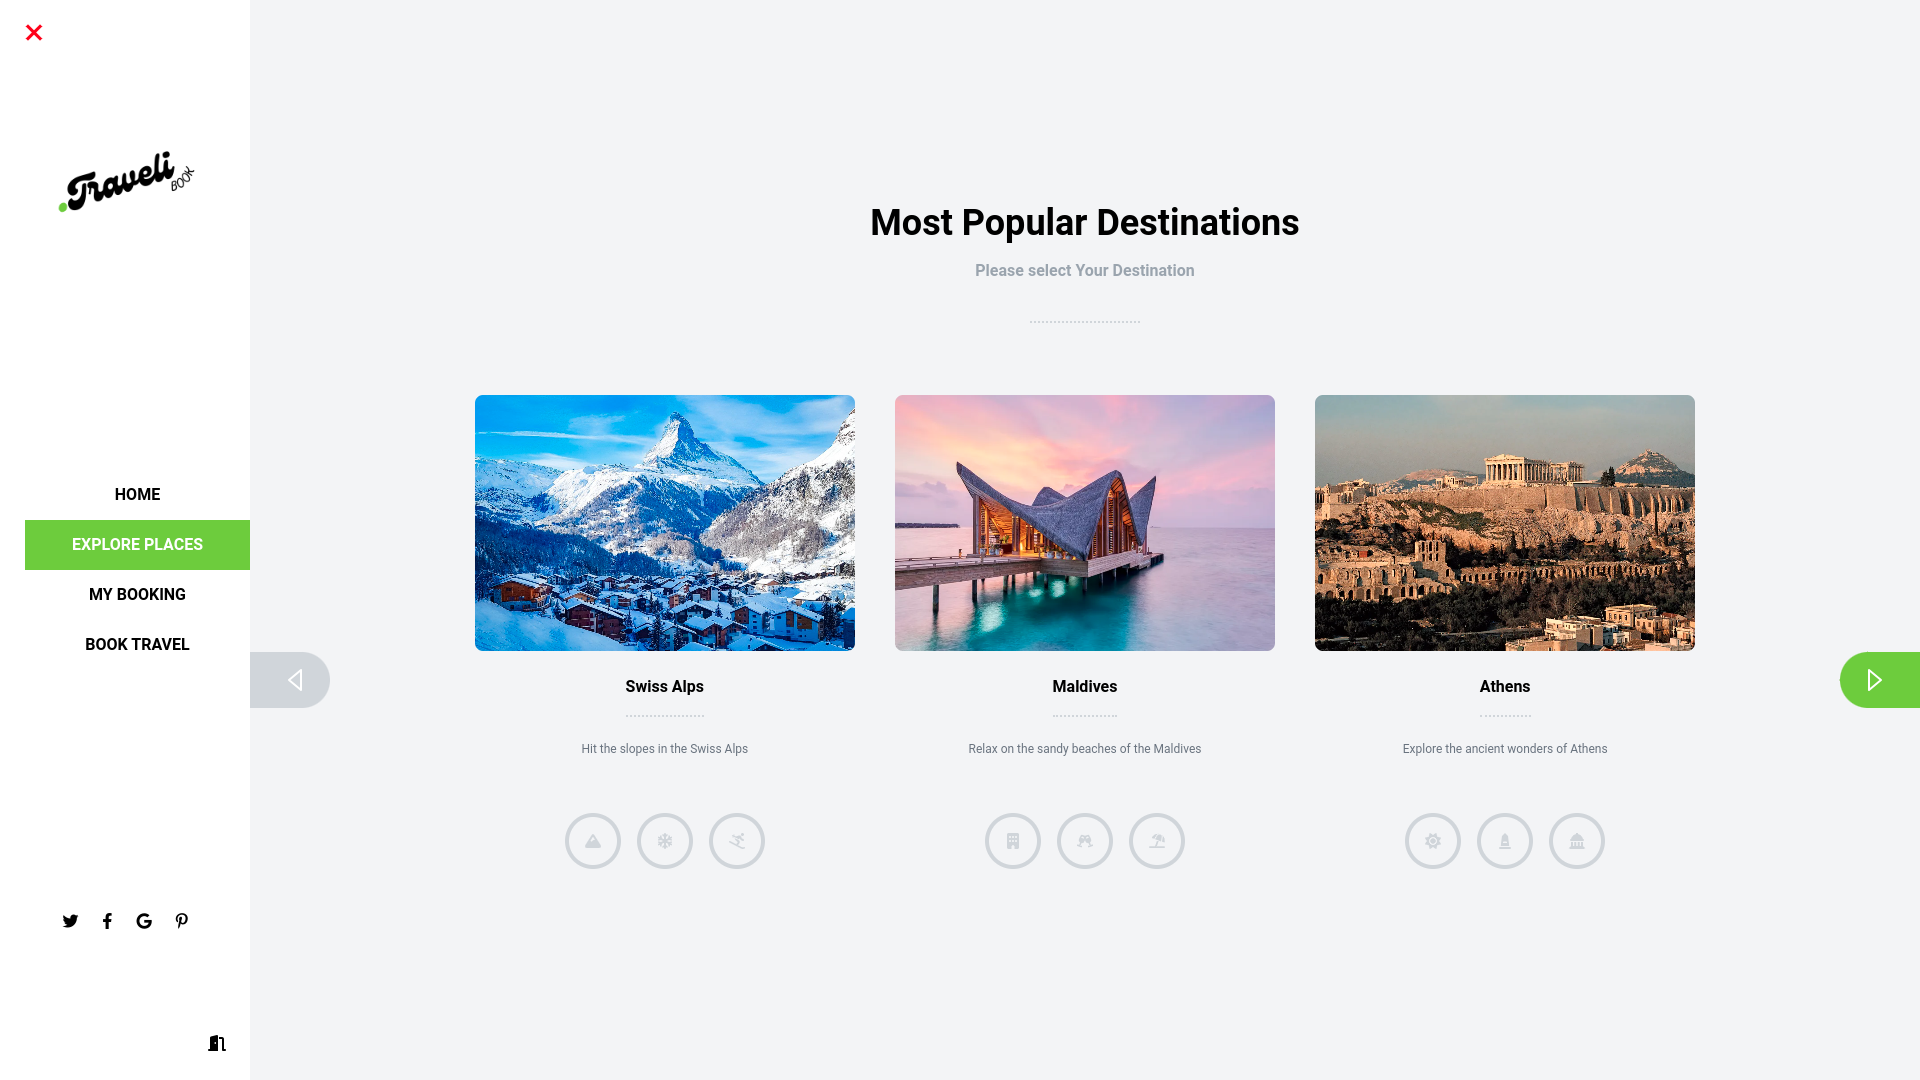 Traveli
BOOK
HOME
EXPLORE PLACES
MY BOOKING
BOOK TRAVEL
Most Popular Destinations
Please select Your Destination
Swiss Alps
Hit the slopes in the Swiss Alps
Maldives
Relax on the sandy beaches of the Maldives
Athens
Explore the ancient wonders of Athens